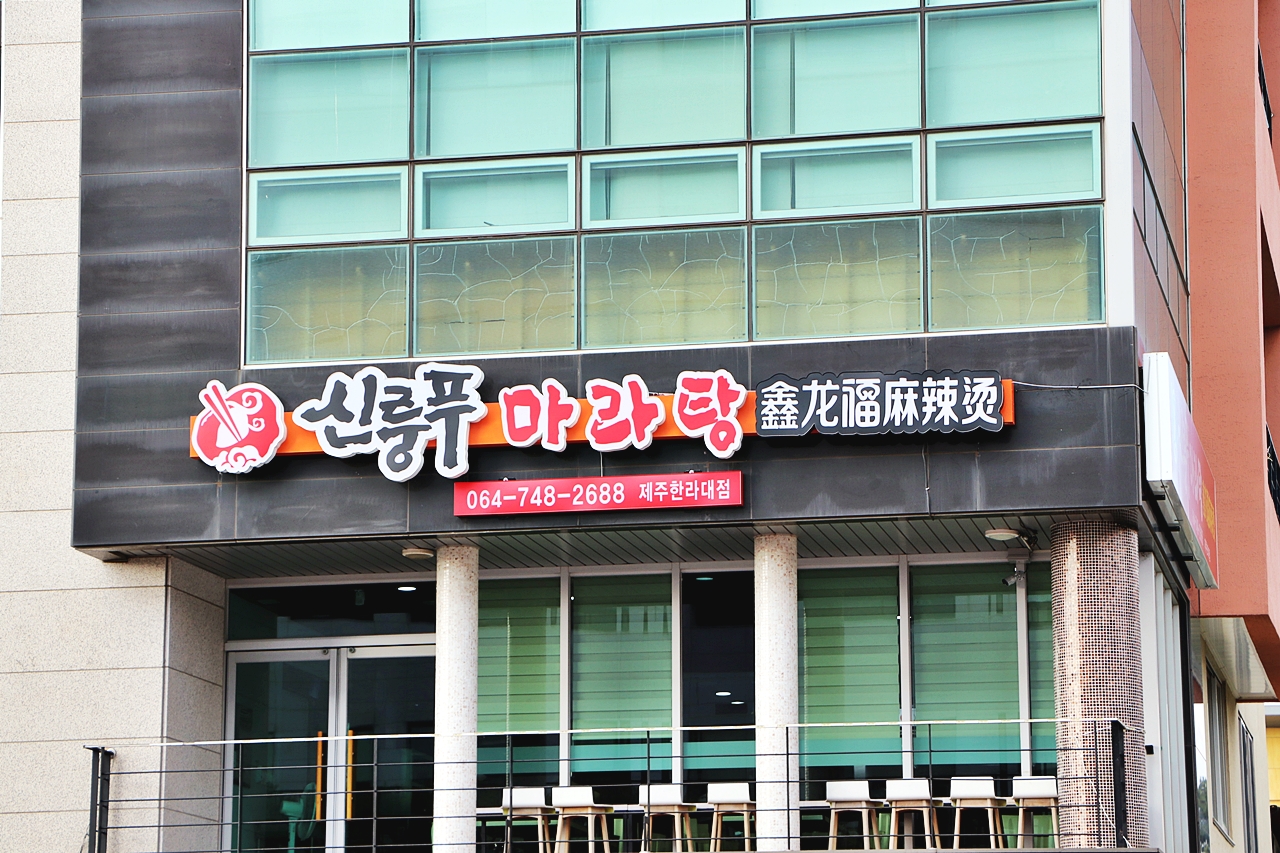 신룽푸 마라탕 鑫龙福麻辣烫
064-748-2688 제주한라대점